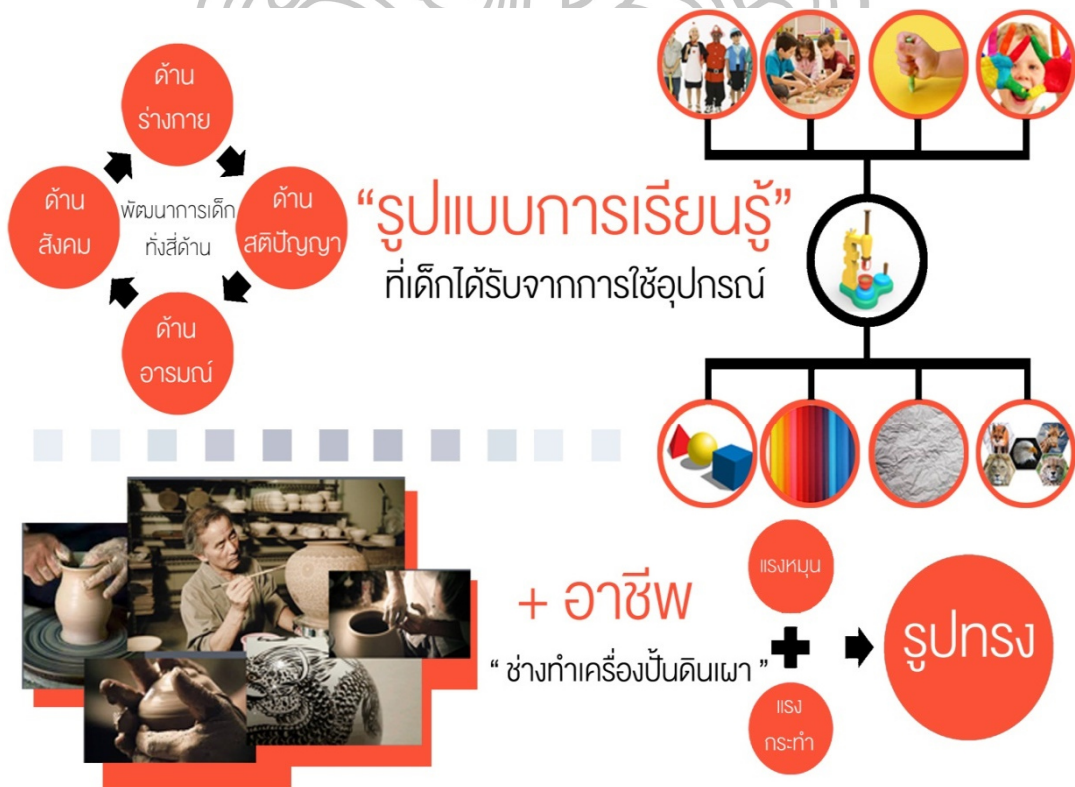 ด้าน
ร่างกาย
ด้าน
สังคม
พัฒนาการเด็ก
ทั่งสี่ด้าน
ด้าน
สติปัญญา
ด้าน
อารมณ์
“รูปแบบการเรียนรู้”
ที่เด็กได้รับจากการใช้อุปกรณ์
+ อาชีพ
“ ช่างทำเครื่องปั้นดินเผา ”
แรงหมุน
แรง
กระทำ
รูปทรง